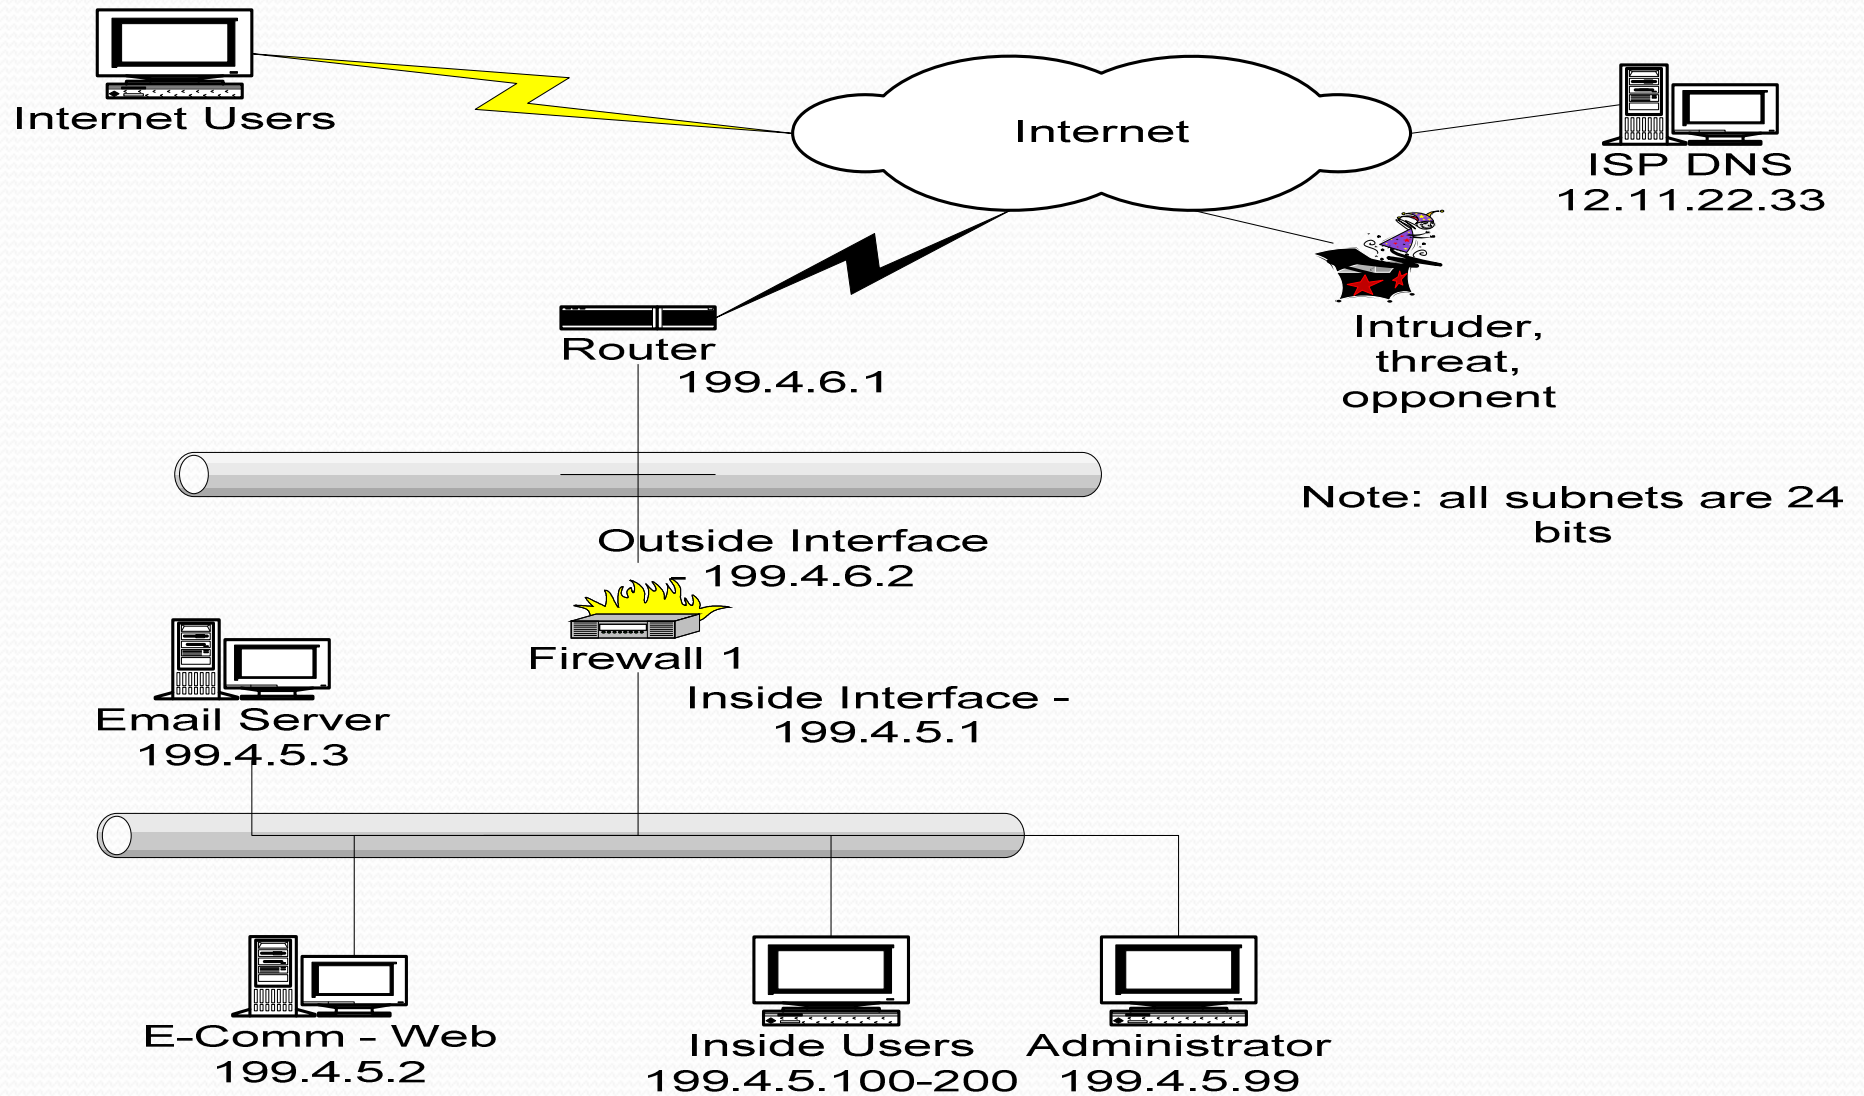 Internet Users
Internet
ISP DNS
12.11.22.33
Router
199.4.6.1
Intruder,
threat,
opponent
Note: all subnets are 24
bits
Outside Interface
- 199.4.6.2
Firewall 1
Inside Interface -
199.4.5.1
Email Server
199.4.5.3
E-Comm - Web
199.4.5.2
Inside Users
199.4.5.100-200
Administrator
199.4.5.99